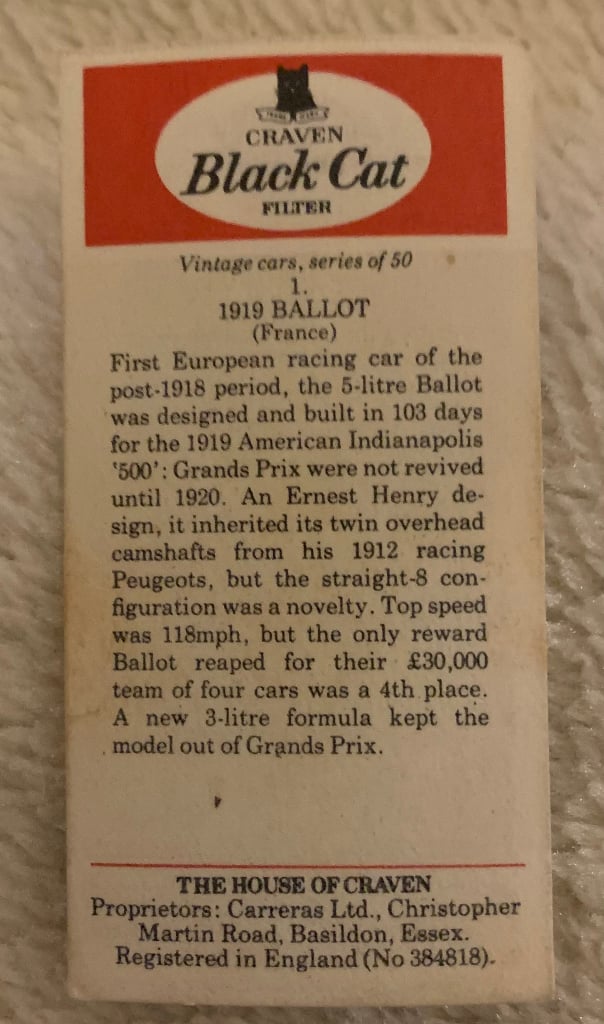 CRAVEN
Black Cat
FILTER
Vintage cars, series of 50
1.
1919 BALLOT
(France)
First European racing car of the
post-1918 period, the 5-litre Ballot
was designed and built in 103 days
for the 1919 American Indianapolis
'500': Grands Prix were not revived
until 1920. An Ernest Henry de-
sign, it inherited its twin overhead
camshafts from his 1912 racing
Peugeots, but the straight-8 con-
figuration was a novelty. Top speed
was 118mph, but the only reward
Ballot reaped for their £30,000
team of four cars was a 4th place.
A new 3-litre formula kept the
model out of Grands Prix.
THE HOUSE OF CRAVEN
Proprietors: Carreras Ltd., Christopher
Martin Road, Basildon, Essex.
Registered in England (No 384818).